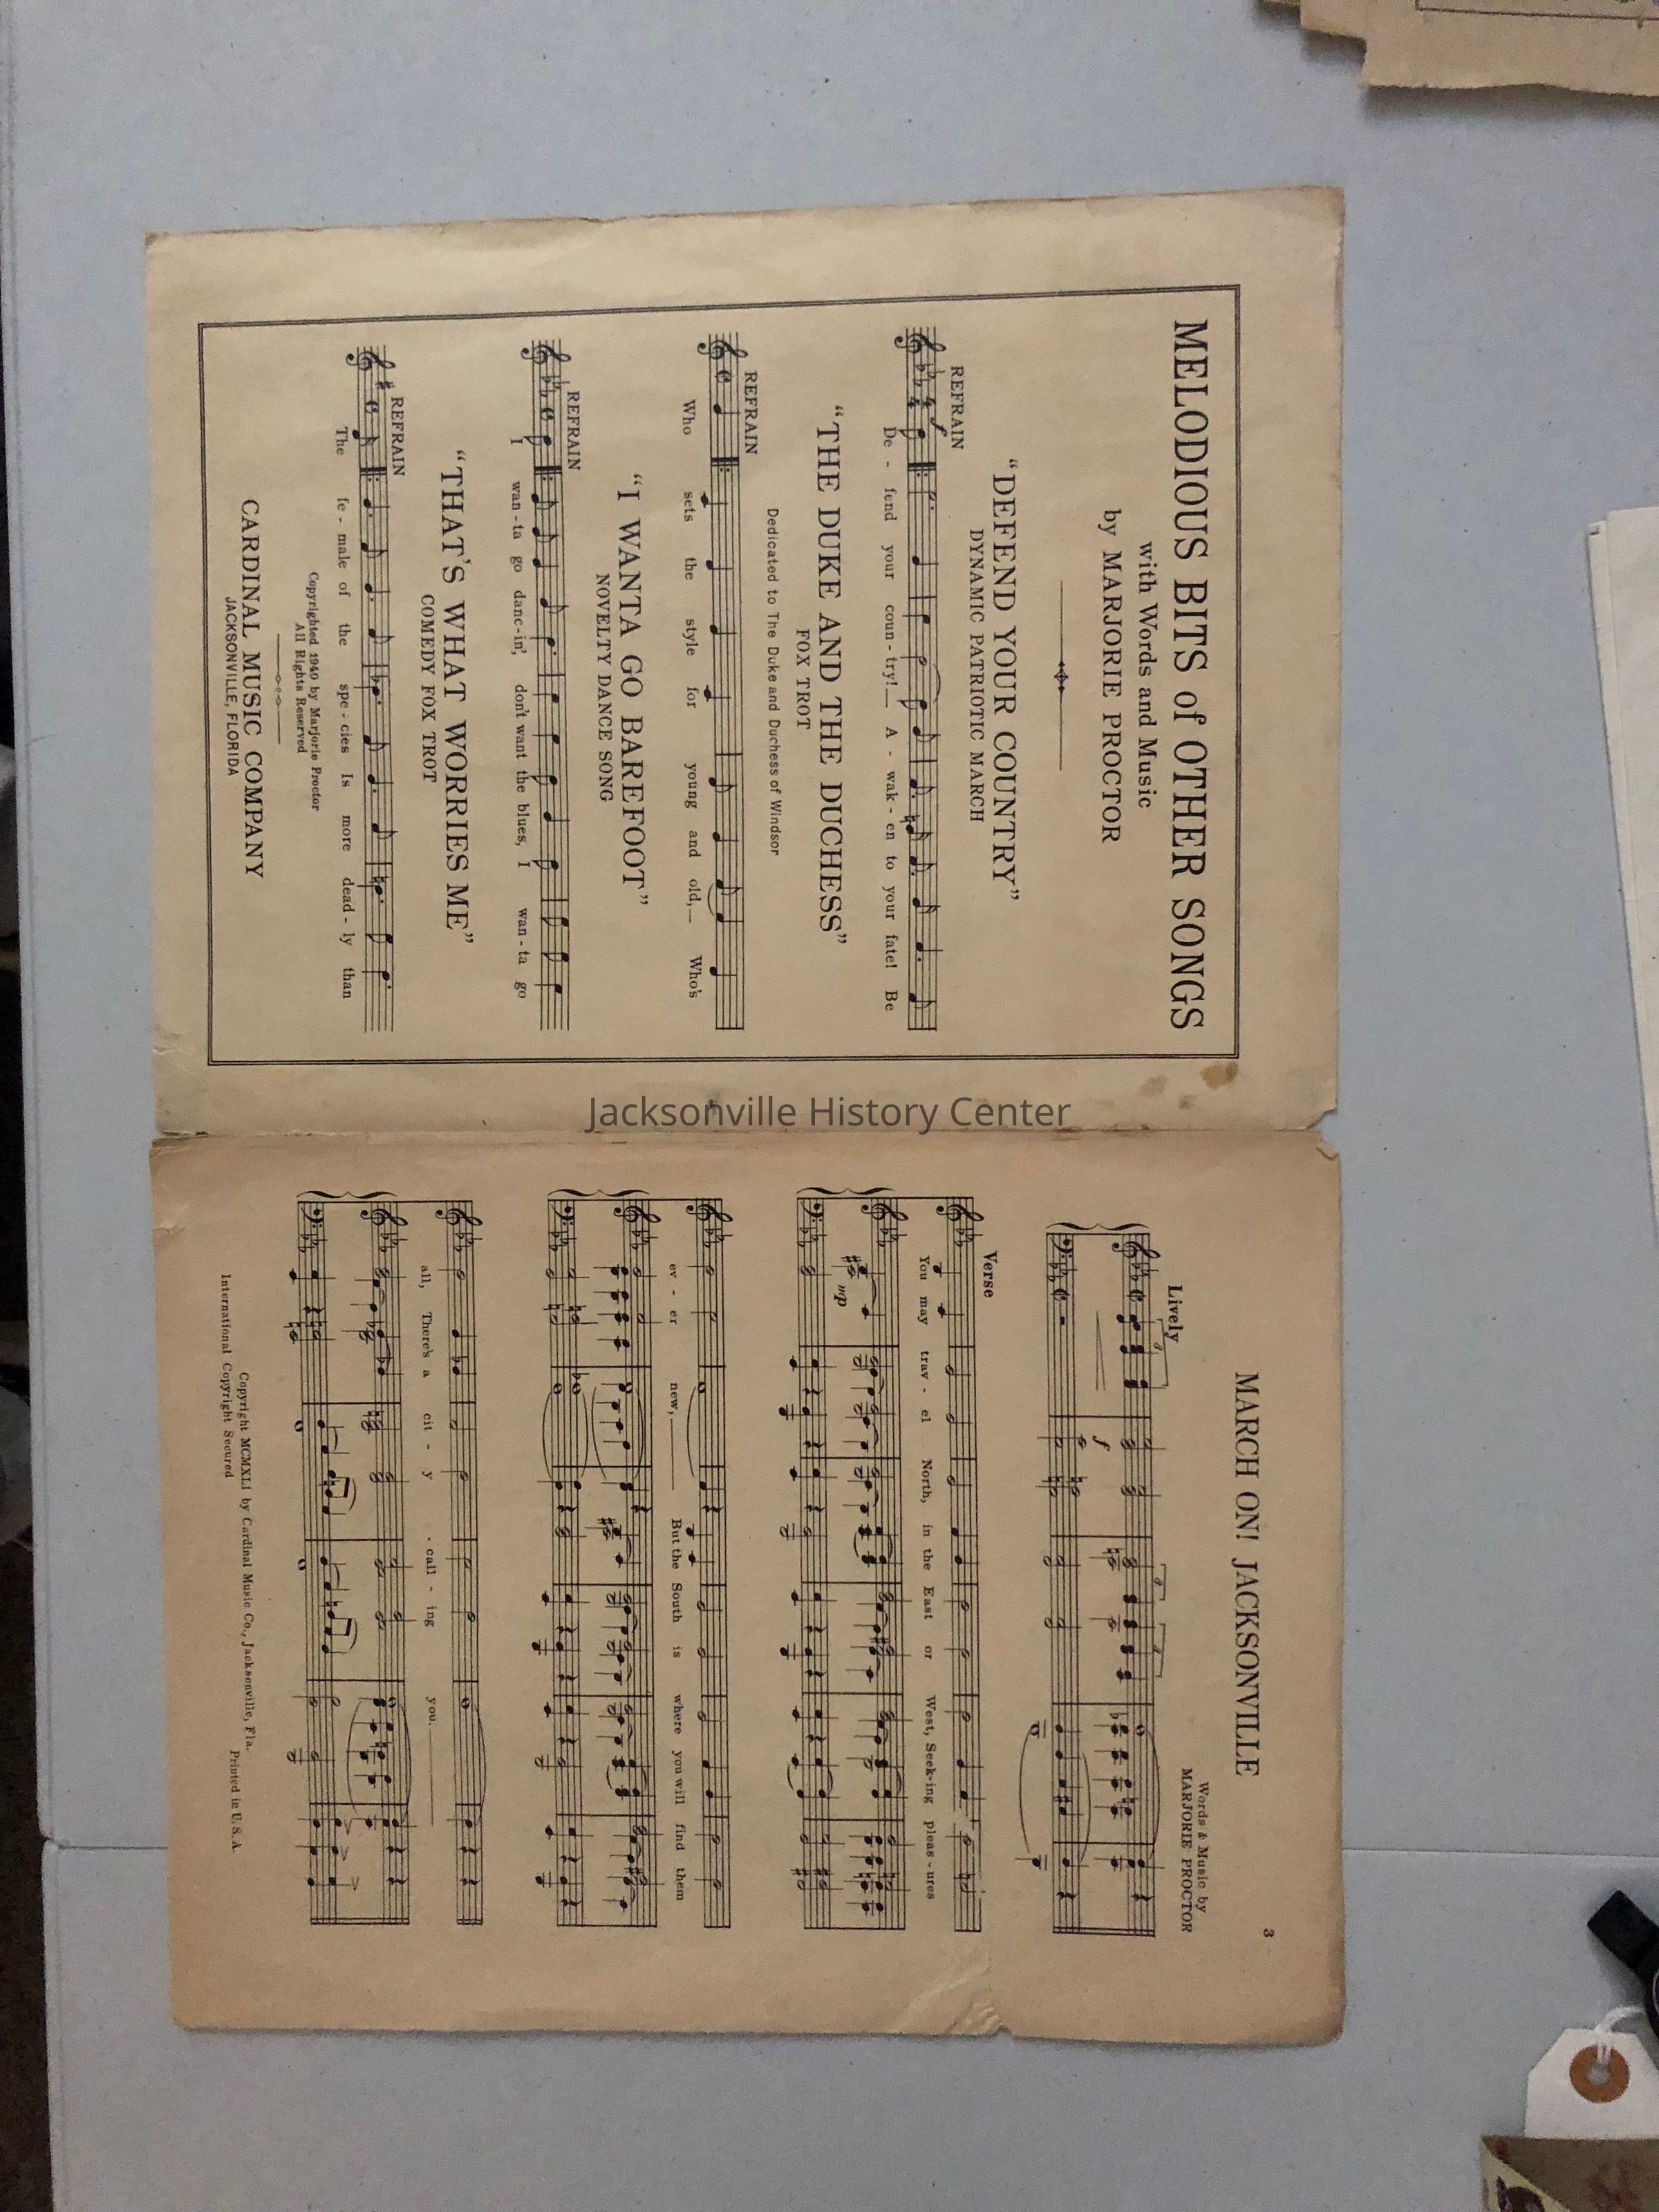 MELODIOUS BITS of OTHER SONGS
with Words and Music
by MARJORIE PROCTOR
"DEFEND YOUR COUNTRY"
DYNAMIC PATRIOTIC MARCH
REFRAIN
f
De - fend your coun - try! A - wak - en to your fate! Be
"THE DUKE AND THE DUCHESS"
FOX TROT
Dedicated to The Duke and Duchess of Windsor
REFRAIN
Who sets the style for young and old, Who's
"I WANTA GO BAREFOOT"
NOVELTY DANCE SONG
REFRAIN
I wan - ta go danc - in', don't want the blues, I wan - ta go
"THAT'S WHAT WORRIES ME"
COMEDY FOX TROT
REFRAIN
The fe - male of the spe - cies Is more dead - ly than
Copyrighted 1940 by Marjorie Proctor
All Rights Reserved
CARDINAL MUSIC COMPANY
JACKSONVILLE, FLORIDA
Jacksonville History Center
3
MARCH ON! JACKSONVILLE
Words & Music by
MARJORIE PROCTOR
Lively
f
Verse
You may trav - el North, in the East or West, Seek - ing pleas - ures
mp
ev - er new, But the South is where you will find them
all, There's a cit - y call - ing you.
Copyright MCMXLI by Cardinal Music Co., Jacksonville, Fla.
International Copyright Secured
Printed in U.S.A.